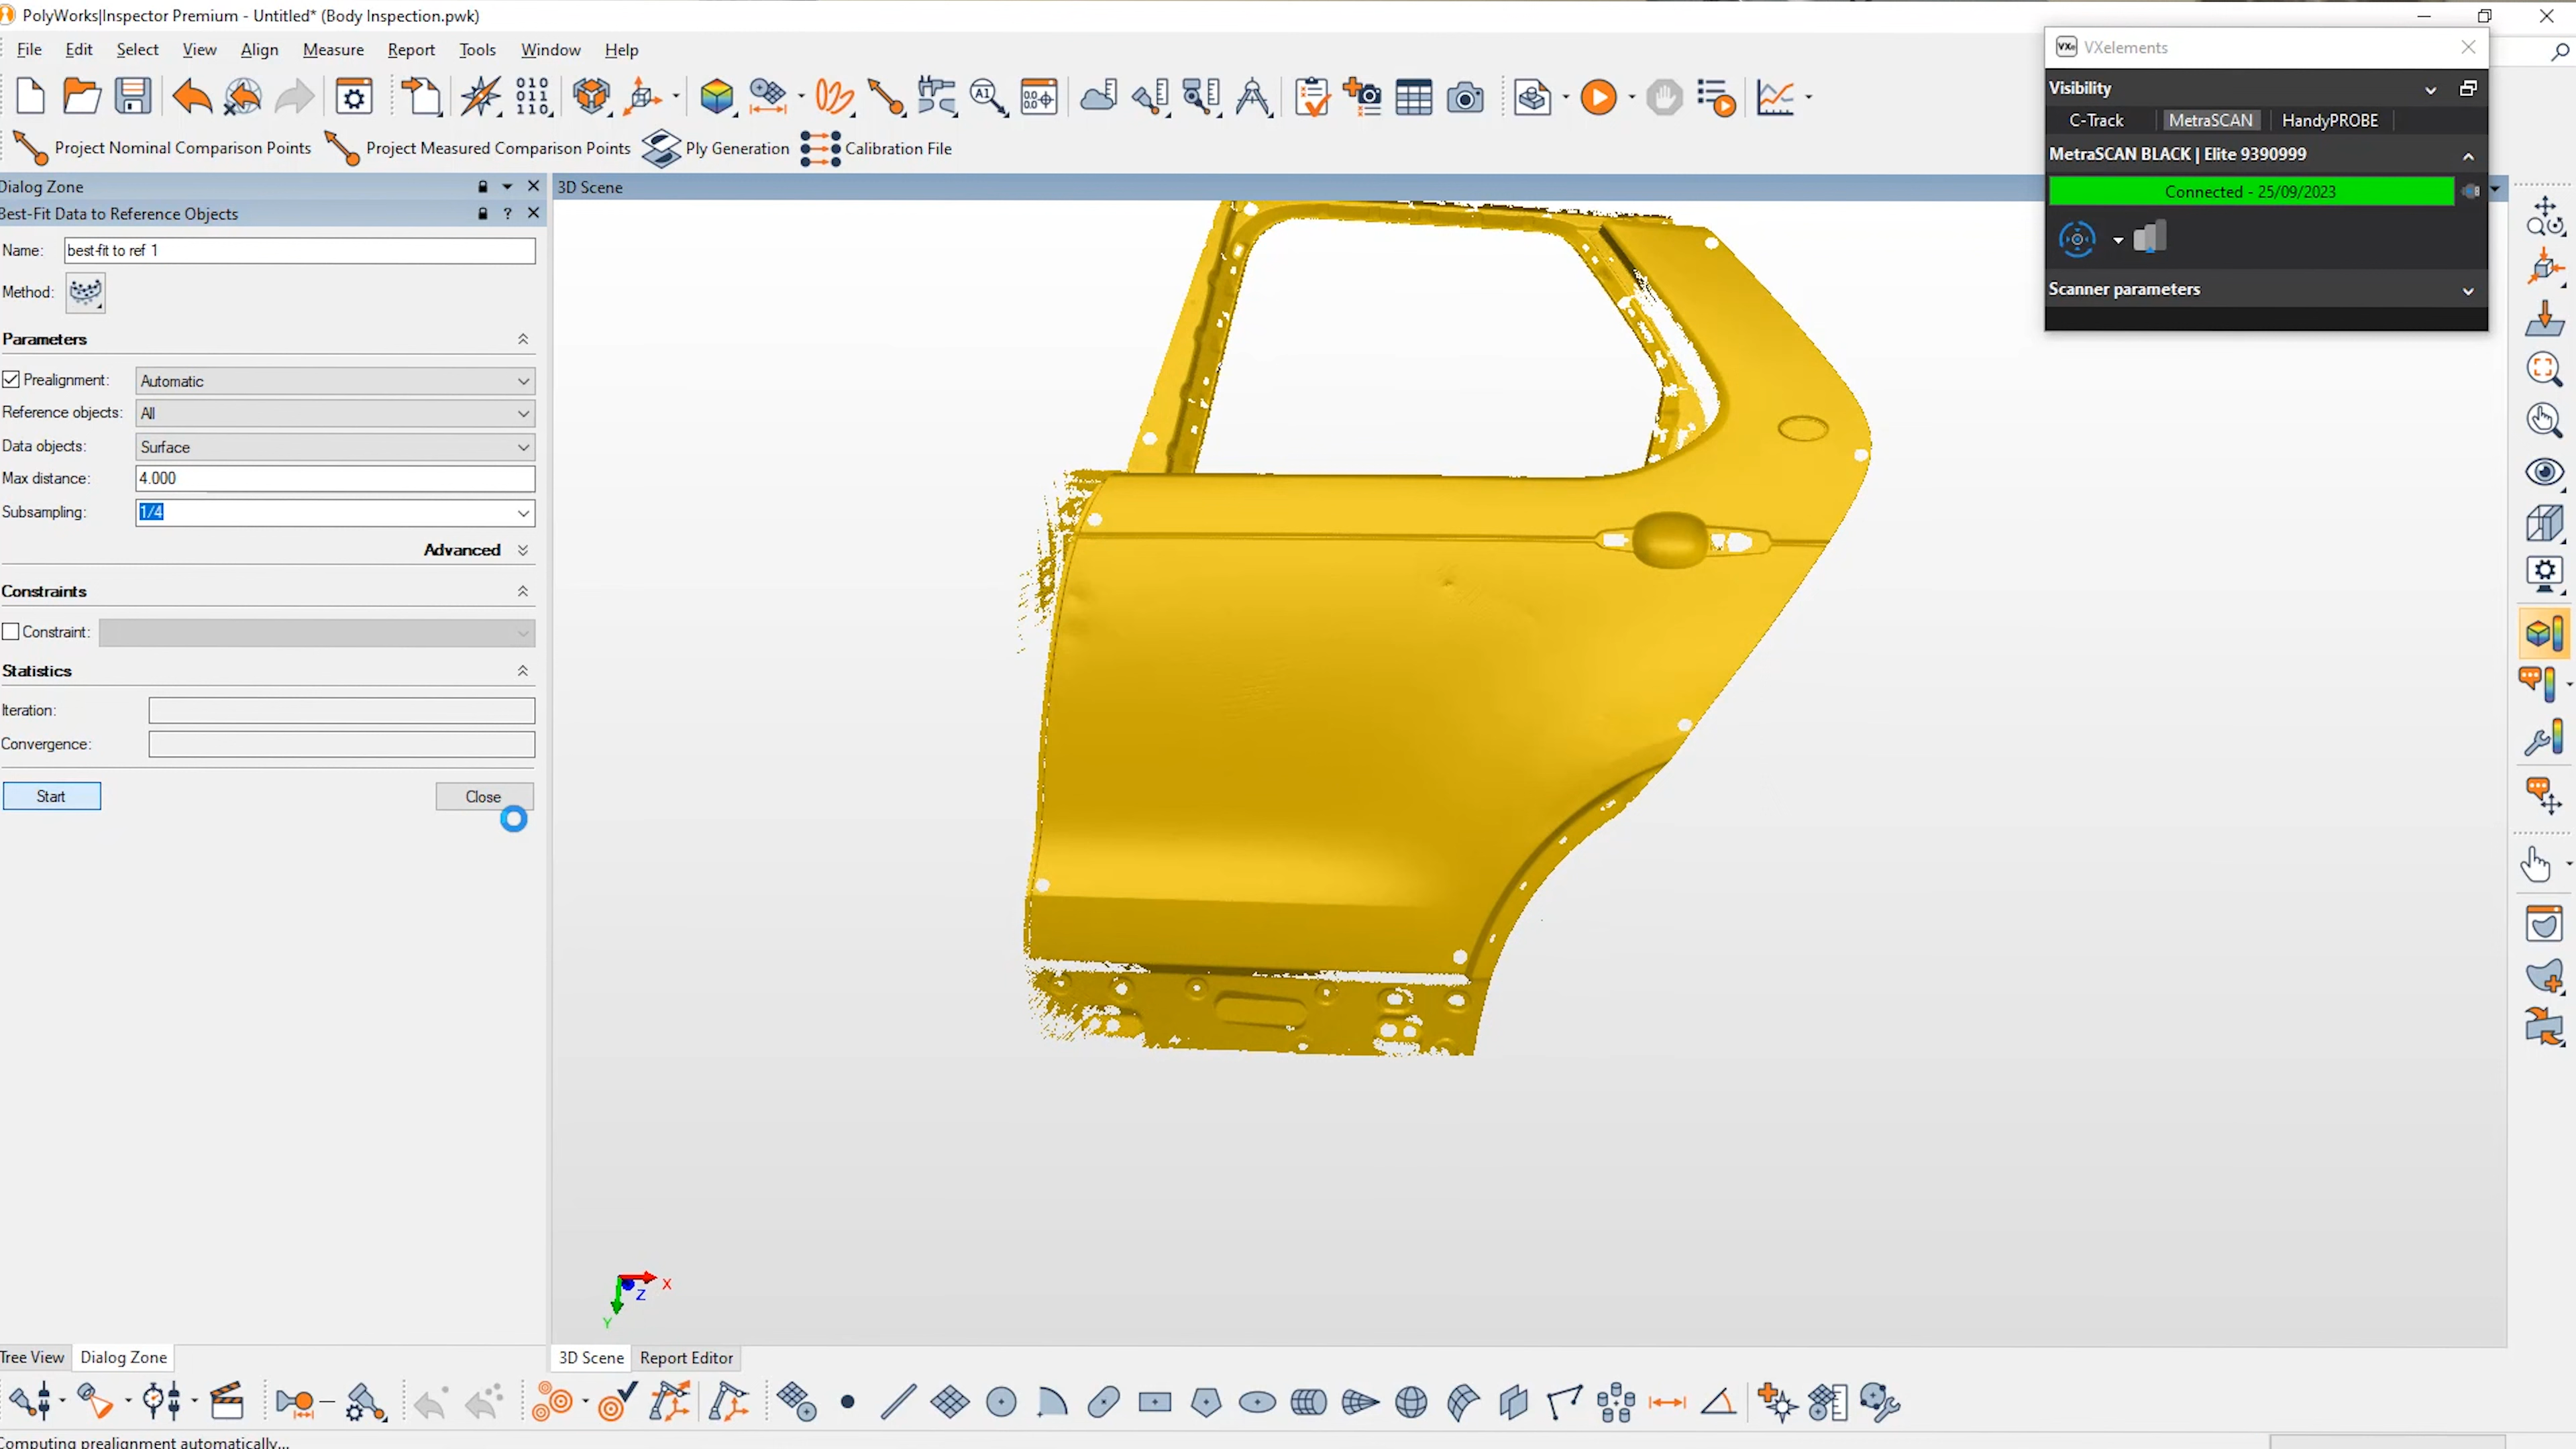 PolyWorks|Inspector Premium - Untitled* (Body Inspection.pwk)
File Edit Select View Align Measure Report Tools Window Help
Project Nominal Comparison Points Project Measured Comparison Points Ply Generation Calibration File
Dialog Zone
Best-Fit Data to Reference Objects
Name: best-fit to ref 1
Method:
Parameters
Prealignment: Automatic
Reference objects: All
Data objects: Surface
Max distance: 4.000
Subsampling: 1/4
Advanced
Constraints
Constraint:
Statistics
Iteration:
Convergence:
Start Close
Tree View Dialog Zone
3D Scene
X
Z
Y
3D Scene Report Editor
VXelements
Visibility
C-Track MetraSCAN HandyPROBE
MetraSCAN BLACK | Elite 9390999
Connected - 25/09/2023
Scanner parameters
Computing prealignment automatically...